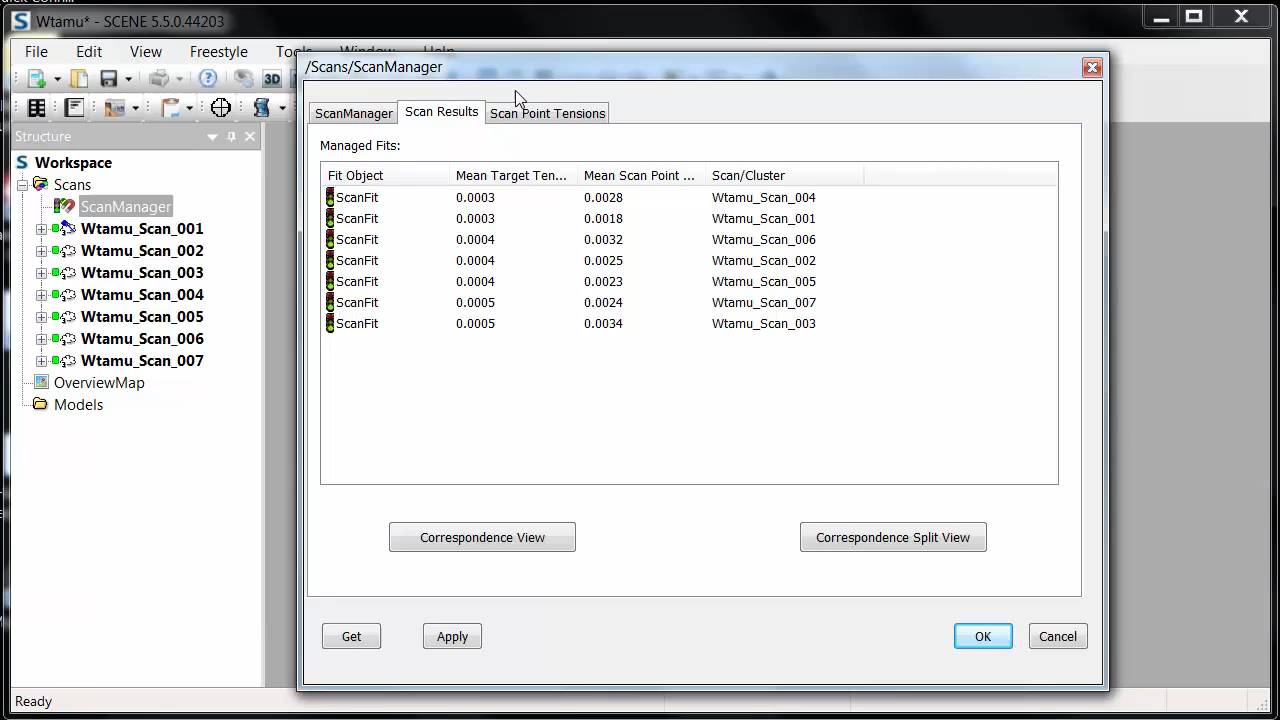 Wtamu* - SCENE 5.5.0.44203
File Edit View Freestyle Tools Window Help
/Scans/ScanManager
3D
ScanManager Scan Results Scan Point Tensions
Structure
Managed Fits:
Workspace
Scans
ScanManager
Wtamu_Scan_001
Wtamu_Scan_002
Wtamu_Scan_003
Wtamu_Scan_004
Wtamu_Scan_005
Wtamu_Scan_006
Wtamu_Scan_007
OverviewMap
Models
Fit Object Mean Target Ten... Mean Scan Point ... Scan/Cluster
ScanFit 0.0003 0.0028 Wtamu_Scan_004
ScanFit 0.0003 0.0018 Wtamu_Scan_001
ScanFit 0.0004 0.0032 Wtamu_Scan_006
ScanFit 0.0004 0.0025 Wtamu_Scan_002
ScanFit 0.0004 0.0023 Wtamu_Scan_005
ScanFit 0.0005 0.0024 Wtamu_Scan_007
ScanFit 0.0005 0.0034 Wtamu_Scan_003
Correspondence View Correspondence Split View
Get Apply OK Cancel
Ready